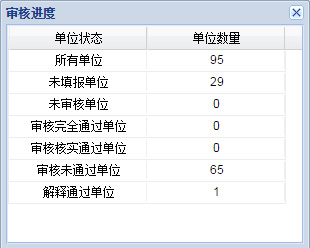 审核进度
单位状态 单位数量
所有单位 95
未填报单位 29
未审核单位 0
审核完全通过单位 0
审核核实通过单位 0
审核未通过单位 65
解释通过单位 1